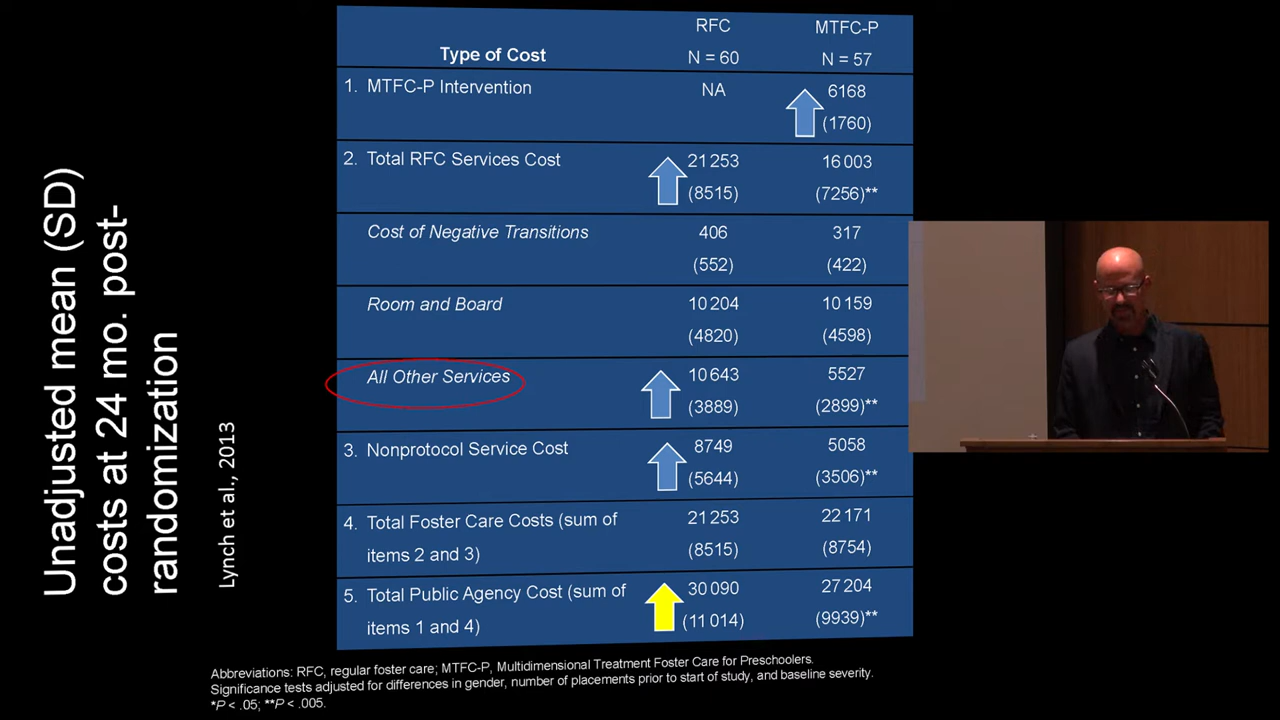 Unadjusted mean (SD)
costs at 24 mo. post-
randomization
Lynch et al., 2013
Type of Cost RFC N = 60 MTFC-P N = 57
1. MTFC-P Intervention NA 6168 (1760)
2. Total RFC Services Cost 21 253 (8515) 16 003 (7256)**
Cost of Negative Transitions 406 (552) 317 (422)
Room and Board 10 204 (4820) 10 159 (4598)
All Other Services 10 643 (3889) 5527 (2899)**
3. Nonprotocol Service Cost 8749 (5644) 5058 (3506)**
4. Total Foster Care Costs (sum of items 2 and 3) 21 253 (8515) 22 171 (8754)
5. Total Public Agency Cost (sum of items 1 and 4) 30 090 (11 014) 27 204 (9939)**
Abbreviations: RFC, regular foster care; MTFC-P, Multidimensional Treatment Foster Care for Preschoolers.
Significance tests adjusted for differences in gender, number of placements prior to start of study, and baseline severity.
*P < .05; **P < .005.